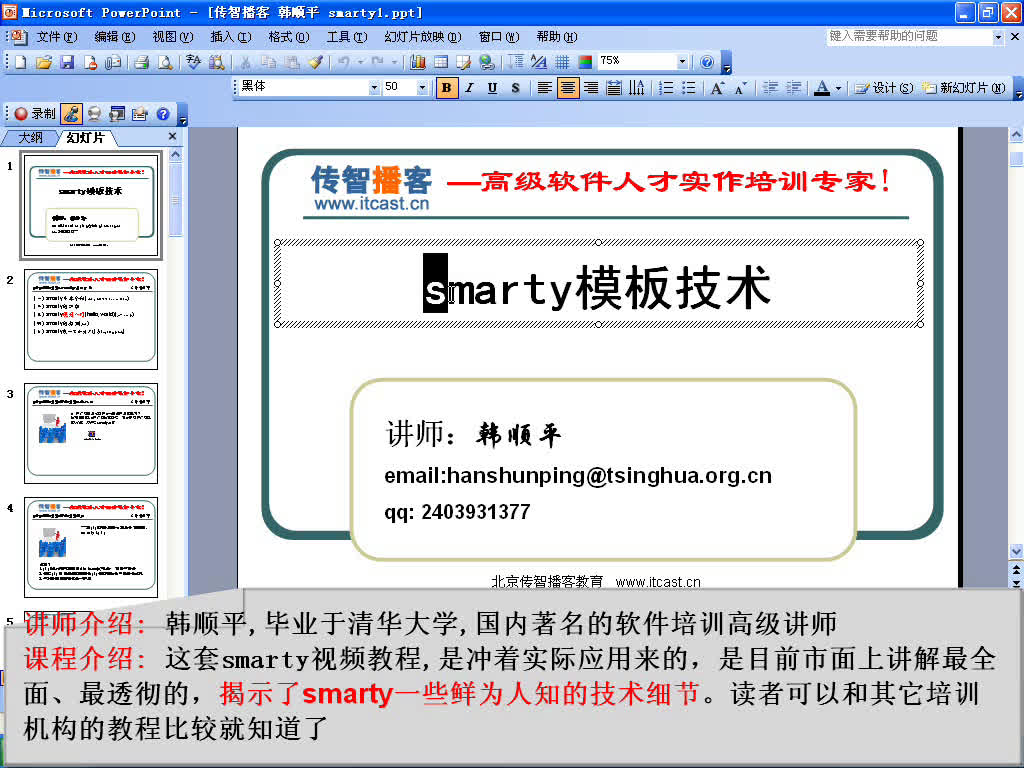 Microsoft PowerPoint - [传智播客 韩顺平 smarty1.ppt]
文件(F) 编辑(E) 视图(V) 插入(I) 格式(O) 工具(T) 幻灯片放映(D) 窗口(W) 帮助(H) 键入需要帮助的问题
75%
黑体 50 B I U S A A A 设计(S) 新幻灯片(N)
录制
大纲 幻灯片
1
2
3
4
5
传智播客 —高级软件人才实作培训专家!
www.itcast.cn
smarty模板技术
讲师：韩顺平
email:hanshunping@tsinghua.org.cn
qq: 2403931377
北京传智播客教育 www.itcast.cn
讲师介绍: 韩顺平,毕业于清华大学,国内著名的软件培训高级讲师
课程介绍: 这套smarty视频教程,是冲着实际应用来的，是目前市面上讲解最全
面、最透彻的，揭示了smarty一些鲜为人知的技术细节。读者可以和其它培训
机构的教程比较就知道了